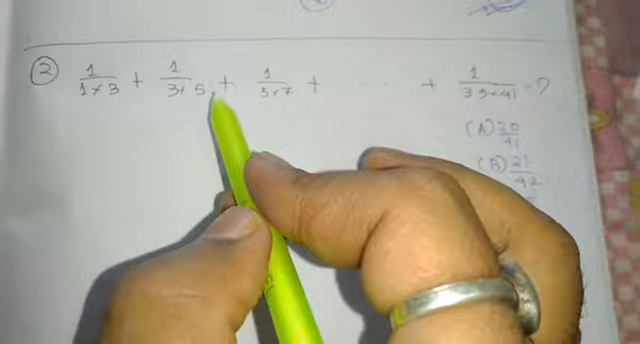 ② 1/1×3 + 1/3×5 + 1/5×7 + - - - + 1/39×41 = ?
(A) 20/41
(B) 21/42